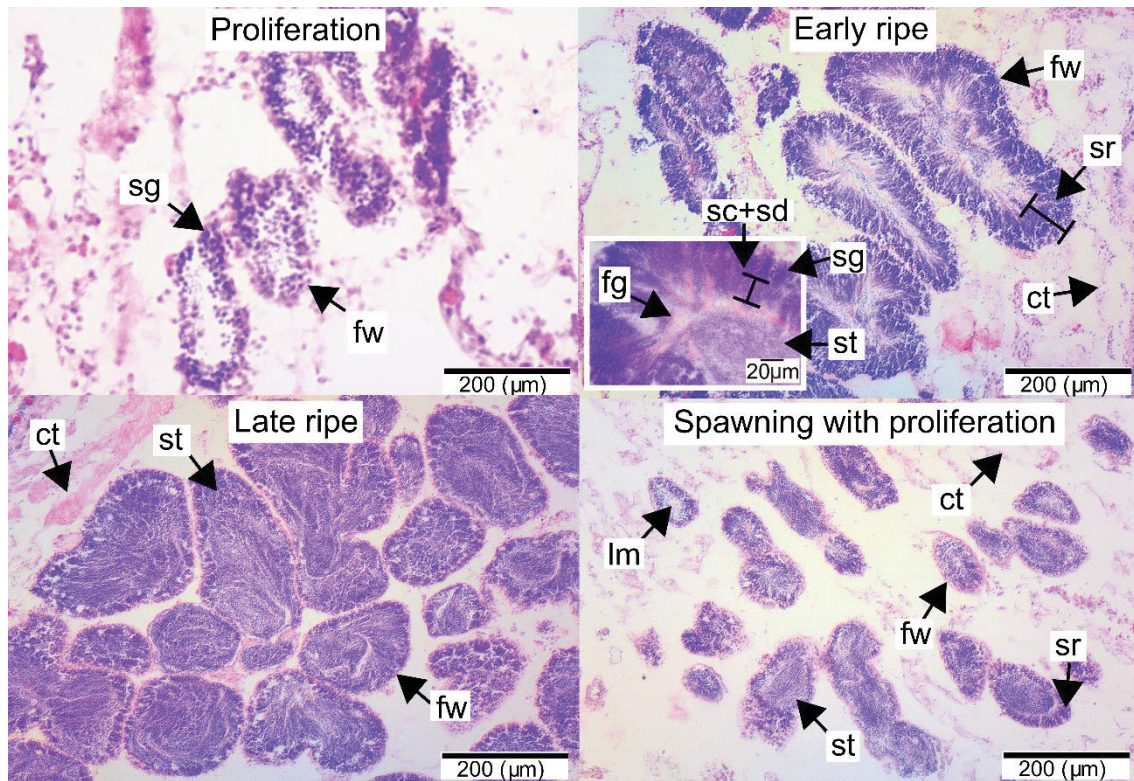 Proliferation
sg
fw
200 (µm)
Early ripe
fw
sr
sc+sd
sg
fg
ct
st
20µm
200 (µm)
Late ripe
ct
st
fw
200 (µm)
Spawning with proliferation
ct
lm
fw
sr
st
200 (µm)